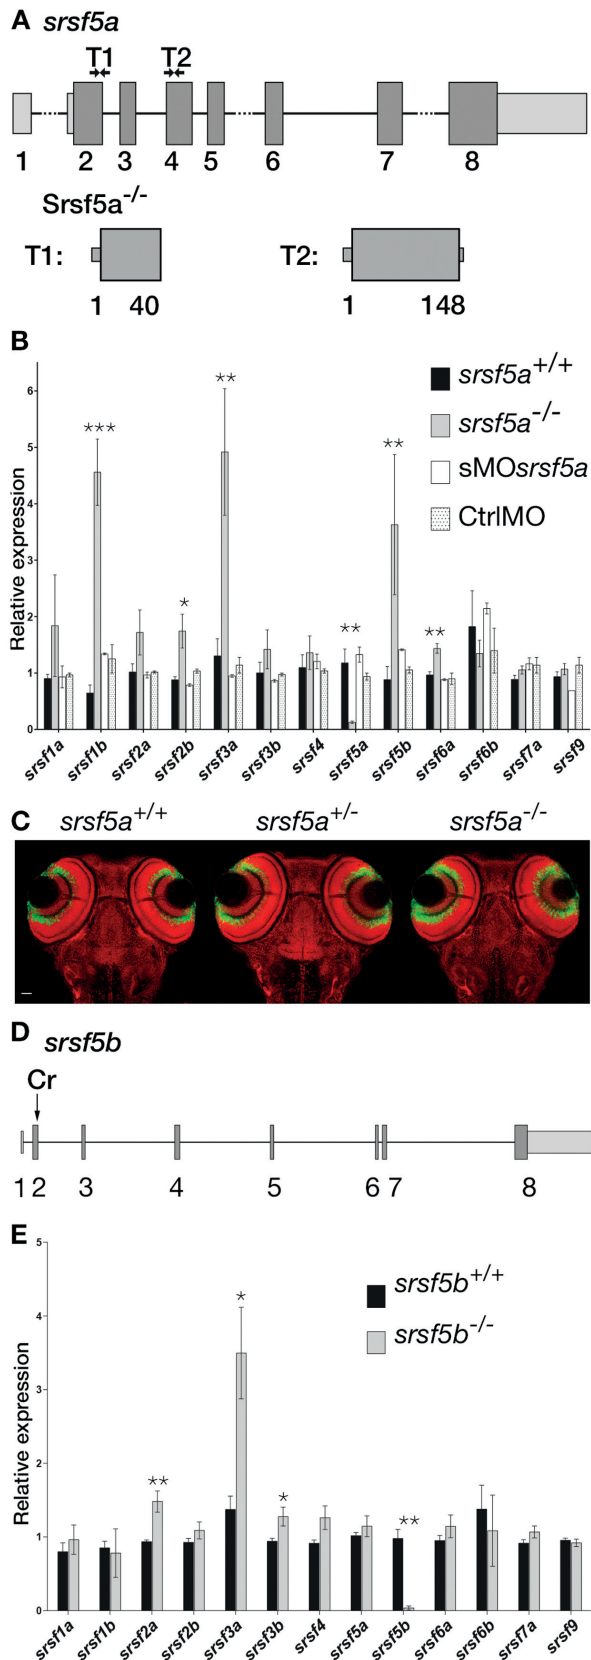 A srsf5a
T1 T2
1 2 3 4 5 6 7 8
Srsf5a-/-
T1: T2:
1 40 1 148
B
6
5
4
3
2
1
0
Relative expression
*** ** * ** ** **
srsf5a+/+
srsf5a-/-
sMOsrsf5a
CtrlMO
srsf1a srsf1b srsf2a srsf2b srsf3a srsf3b srsf4 srsf5a srsf5b srsf6a srsf6b srsf7a srsf9
C
srsf5a+/+ srsf5a+/- srsf5a-/-
D srsf5b
Cr
1 2 3 4 5 6 7 8
E
5
4
3
2
1
0
Relative expression
** * * **
srsf5b+/+
srsf5b-/-
srsf1a srsf1b srsf2a srsf2b srsf3a srsf3b srsf4 srsf5a srsf5b srsf6a srsf6b srsf7a srsf9